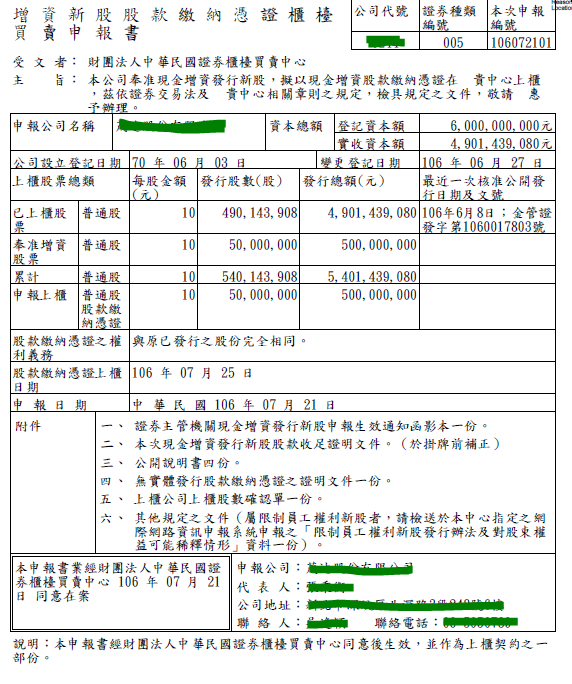 增資新股股款繳納憑證櫃檯
買賣申報書
公司代號 證券種類編號 本次申報編號
005 106072101
受 文 者： 財團法人中華民國證券櫃檯買賣中心
主 旨： 本公司奉准現金增資發行新股，擬以現金增資股款繳納憑證在 貴中心上櫃
，茲依證券交易法及 貴中心相關章則之規定，檢具規定之文件，敬請 惠
予辦理。
申報公司名稱 資本總額 登記資本額 6,000,000,000元
實收資本額 4,901,439,080元
公司設立登記日期 70 年 06 月 03 日 變更登記日期 106 年 06 月 27 日
上櫃股票總類 每股金額(元) 發行股數(股) 發行總額(元) 最近一次核准公開發行日期及文號
已上櫃股票 普通股 10 490,143,908 4,901,439,080 106年6月8日；金管證發字第1060017803號
奉准增資股票 普通股 10 50,000,000 500,000,000
累計 普通股 10 540,143,908 5,401,439,080
申報上櫃 普通股股款繳納憑證 10 50,000,000 500,000,000
股款繳納憑證之權利義務 與原已發行之股份完全相同。
股款繳納憑證上櫃日期 106 年 07 月 25 日
申 報 日 期 中 華 民 國 106 年 07 月 21 日
附件 一、 證券主管機關現金增資發行新股申報生效通知函影本一份。
二、 本次現金增資發行新股股款收足證明文件。（於掛牌前補正）
三、 公開說明書四份。
四、 無實體發行股款繳納憑證之證明文件一份。
五、 上櫃公司上櫃股數確認單一份。
六、 其他規定之文件（屬限制員工權利新股者，請檢送於本中心指定之網
際網路資訊申報系統申報之「限制員工權利新股發行辦法及對股東權
益可能稀釋情形」資料一份）。
本申報書業經財團法人中華民國證
券櫃檯買賣中心 106 年 07 月 21
日 同意在案
申報公司：
代 表 人：
公司地址：
聯 絡 人： 聯絡電話：
說明：本申報書經財團法人中華民國證券櫃檯買賣中心同意後生效，並作為上櫃契約之一
部份。